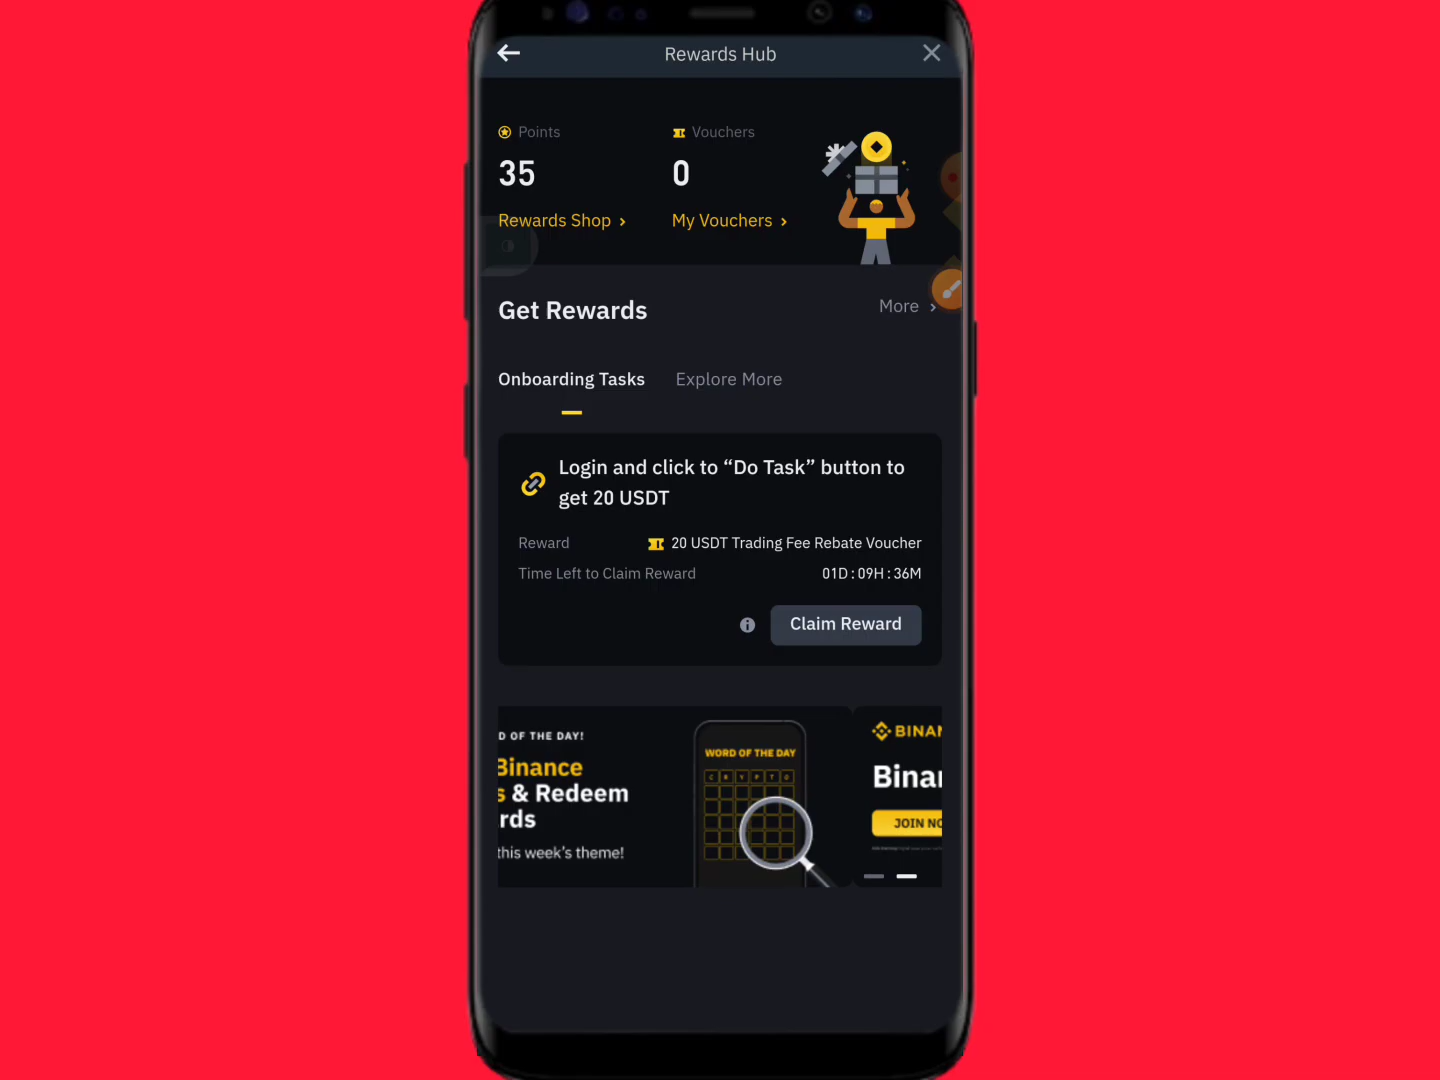 Rewards Hub
Points
Vouchers
35
0
Rewards Shop
My Vouchers
Get Rewards
More
Onboarding Tasks
Explore More
Login and click to “Do Task” button to
get 20 USDT
Reward
20 USDT Trading Fee Rebate Voucher
Time Left to Claim Reward
01D : 09H : 36M
Claim Reward
D OF THE DAY!
Binance
s & Redeem
rds
this week's theme!
WORD OF THE DAY
C R Y P T O
BINAN
Binan
JOIN NO